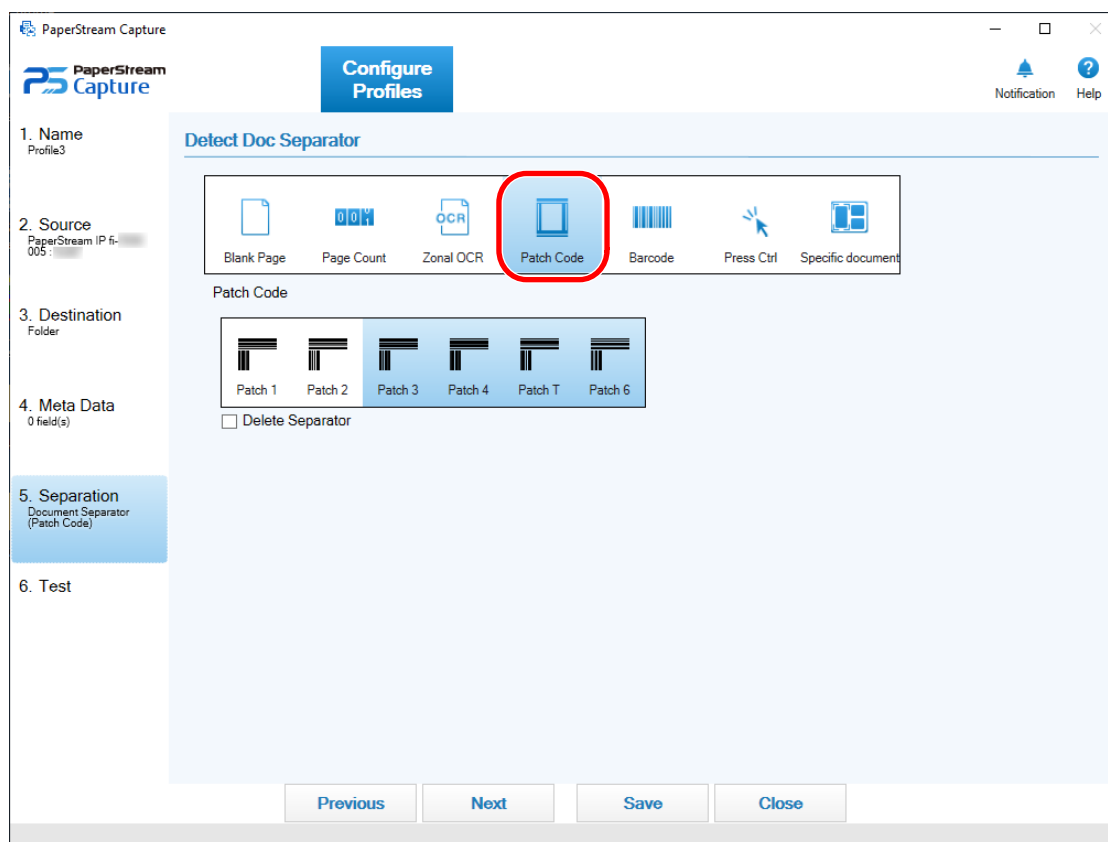 PaperStream Capture
PaperStream
Capture
Configure
Profiles
Notification
Help
1. Name
Profile3
2. Source
PaperStream IP fi-
005 :
3. Destination
Folder
4. Meta Data
0 field(s)
5. Separation
Document Separator
(Patch Code)
6. Test
Detect Doc Separator
OCR
Blank Page
Page Count
Zonal OCR
Patch Code
Barcode
Press Ctrl
Specific document
Patch Code
Patch 1
Patch 2
Patch 3
Patch 4
Patch T
Patch 6
Delete Separator
Previous
Next
Save
Close